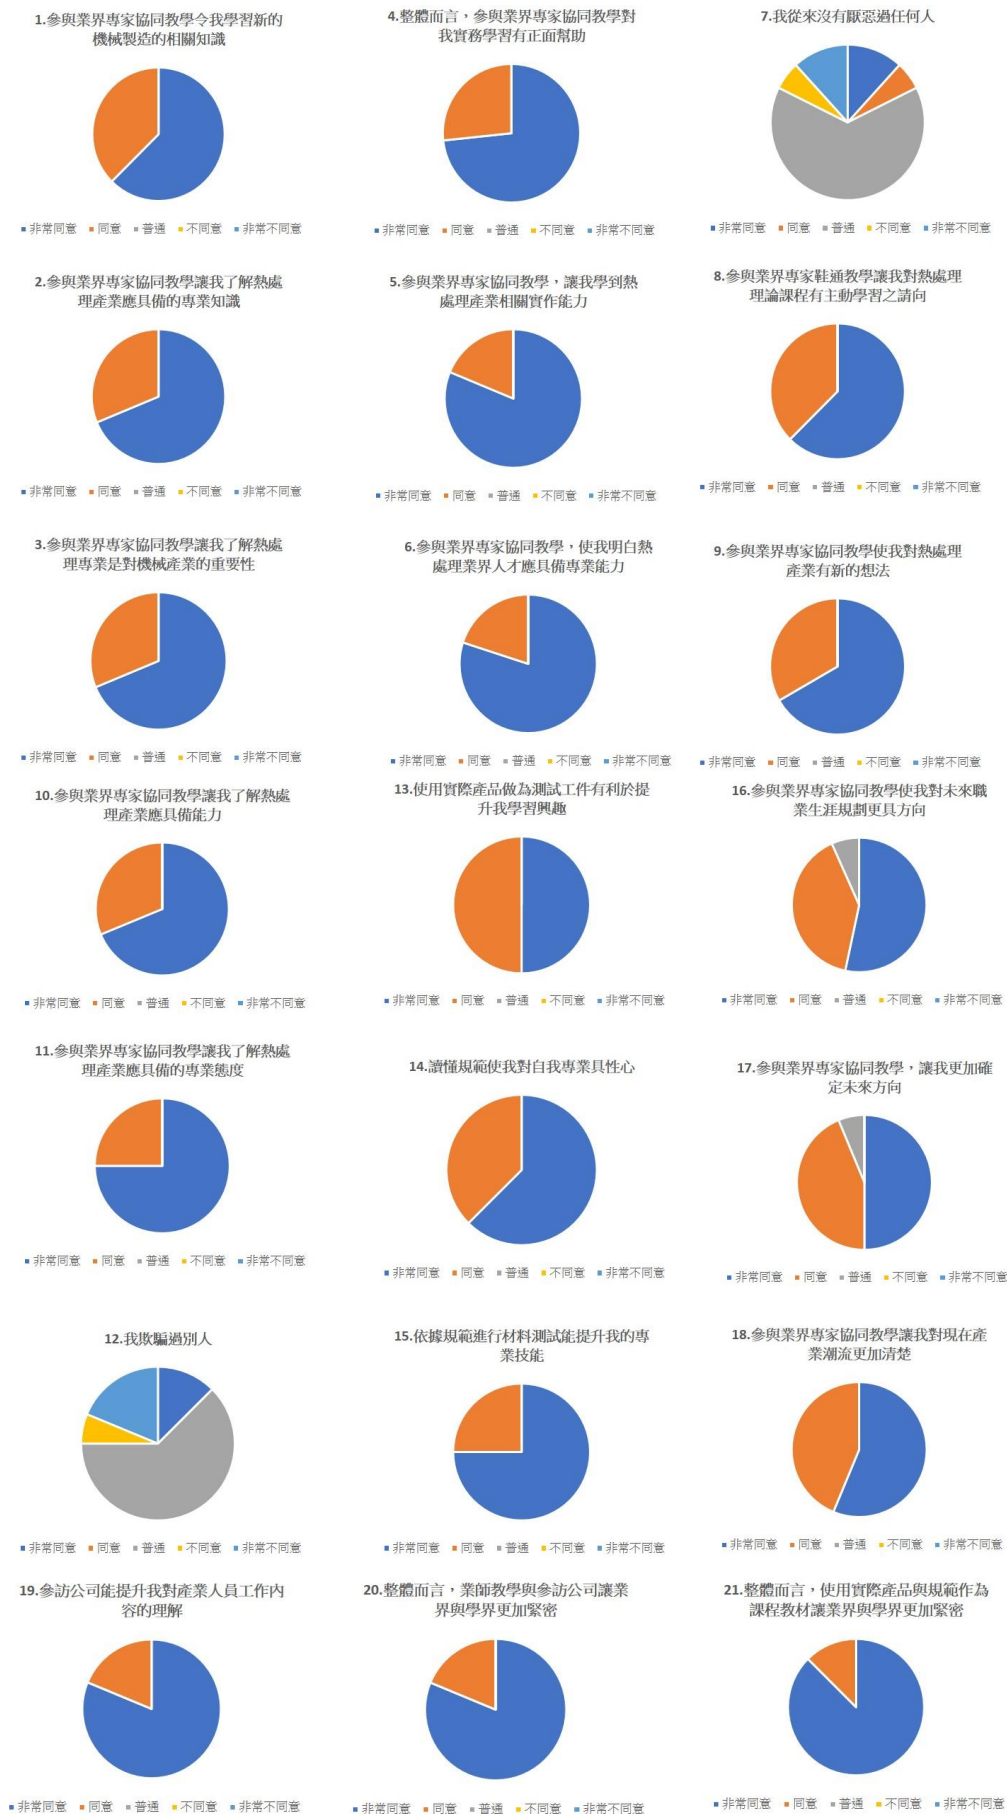 1.參與業界專家協同教學令我學習新的
機械製造的相關知識
■非常同意 ■同意 ■普通 ■不同意 ■非常不同意
4.整體而言，參與業界專家協同教學對
我實務學習有正面幫助
■非常同意 ■同意 ■普通 ■不同意 ■非常不同意
7.我從來沒有厭惡過任何人
■非常同意 ■同意 ■普通 ■不同意 ■非常不同意
2.參與業界專家協同教學讓我了解熱處
理產業應具備的專業知識
■非常同意 ■同意 ■普通 ■不同意 ■非常不同意
5.參與業界專家協同教學，讓我學到熱
處理產業相關實作能力
■非常同意 ■同意 ■普通 ■不同意 ■非常不同意
8.參與業界專家鞋通教學讓我對熱處理
理論課程有主動學習之請向
■非常同意 ■同意 ■普通 ■不同意 ■非常不同意
3.參與業界專家協同教學讓我了解熱處
理專業是對機械產業的重要性
■非常同意 ■同意 ■普通 ■不同意 ■非常不同意
6.參與業界專家協同教學，使我明白熱
處理業界人才應具備專業能力
■非常同意 ■同意 ■普通 ■不同意 ■非常不同意
9.參與業界專家協同教學使我對熱處理
產業有新的想法
■非常同意 ■同意 ■普通 ■不同意 ■非常不同意
10.參與業界專家協同教學讓我了解熱處
理產業應具備能力
■非常同意 ■同意 ■普通 ■不同意 ■非常不同意
13.使用實際產品做為測試工件有利於提
升我學習興趣
■非常同意 ■同意 ■普通 ■不同意 ■非常不同意
16.參與業界專家協同教學使我對未來職
業生涯規劃更具方向
■非常同意 ■同意 ■普通 ■不同意 ■非常不同意
11.參與業界專家協同教學讓我了解熱處
理產業應具備的專業態度
■非常同意 ■同意 ■普通 ■不同意 ■非常不同意
14.讀懂規範使我對自我專業具性心
■非常同意 ■同意 ■普通 ■不同意 ■非常不同意
17.參與業界專家協同教學，讓我更加確
定未來方向
■非常同意 ■同意 ■普通 ■不同意 ■非常不同意
12.我欺騙過別人
■非常同意 ■同意 ■普通 ■不同意 ■非常不同意
15.依據規範進行材料測試能提升我的專
業技能
■非常同意 ■同意 ■普通 ■不同意 ■非常不同意
18.參與業界專家協同教學讓我對現在產
業潮流更加清楚
■非常同意 ■同意 ■普通 ■不同意 ■非常不同意
19.參訪公司能提升我對產業人員工作內
容的理解
■非常同意 ■同意 ■普通 ■不同意 ■非常不同意
20.整體而言，業師教學與參訪公司讓業
界與學界更加緊密
■非常同意 ■同意 ■普通 ■不同意 ■非常不同意
21.整體而言，使用實際產品與規範作為
課程教材讓業界與學界更加緊密
■非常同意 ■同意 ■普通 ■不同意 ■非常不同意